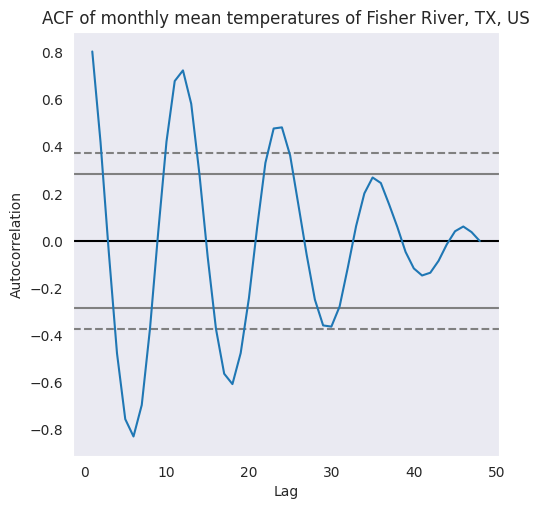 ACF of monthly mean temperatures of Fisher River, TX, US
Autocorrelation
0.8
0.6
0.4
0.2
0.0
−0.2
−0.4
−0.6
−0.8
0 10 20 30 40 50
Lag